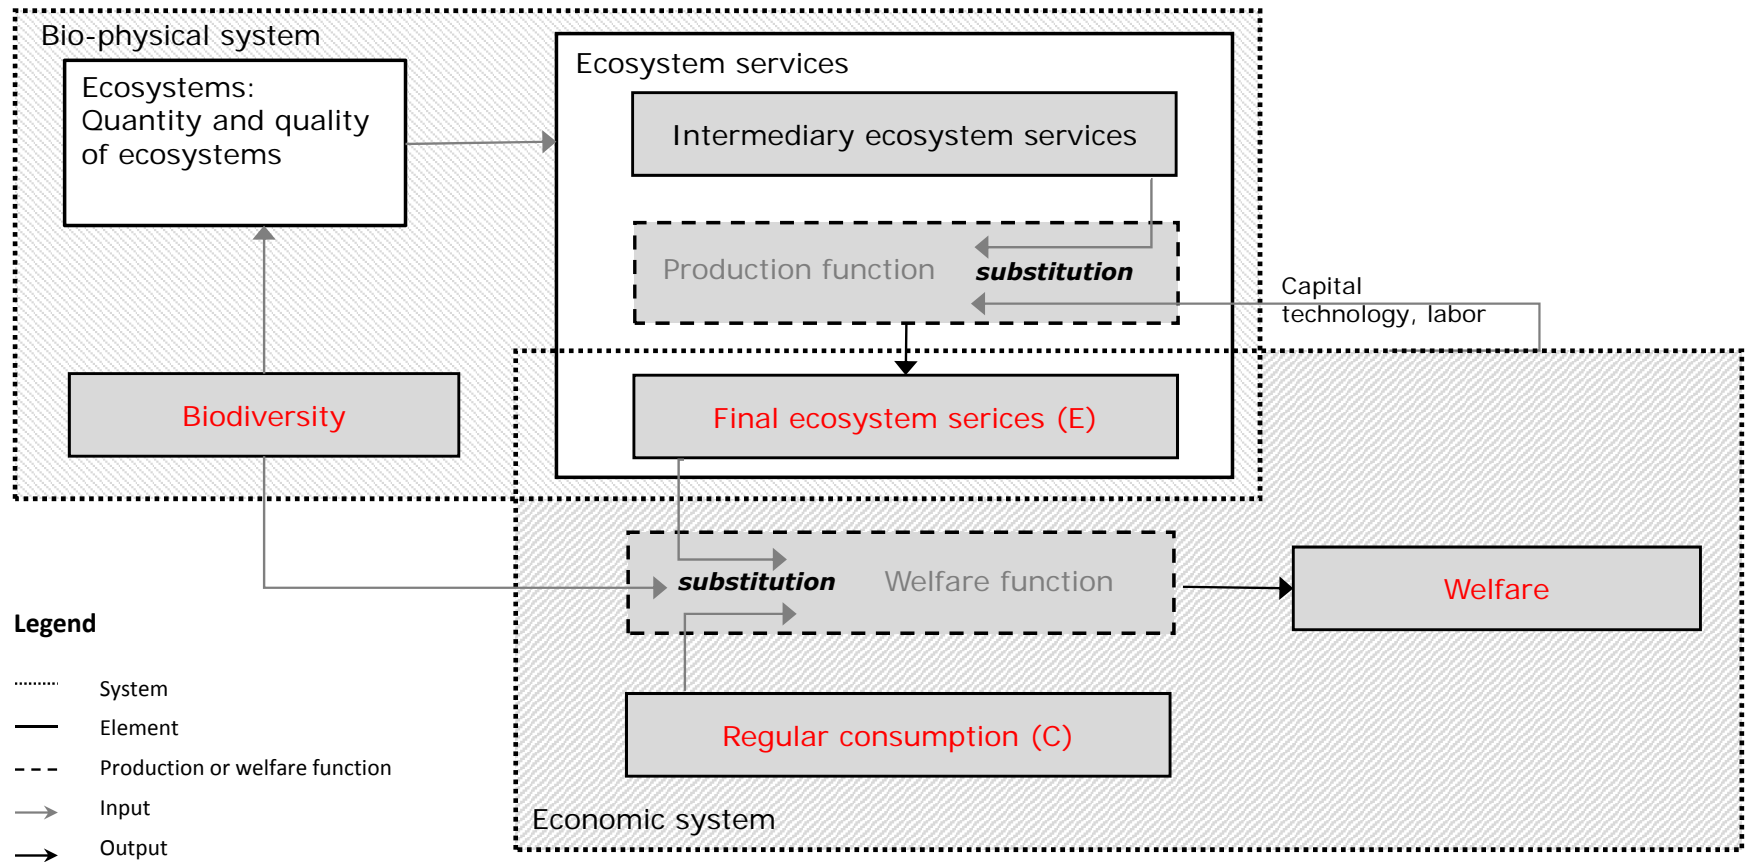 Bio-physical system
Ecosystems:
Quantity and quality
of ecosystems
Ecosystem services
Intermediary ecosystem services
Production function
substitution
Capital
technology, labor
Biodiversity
Final ecosystem serices (E)
substitution
Welfare function
Welfare
Regular consumption (C)
Economic system
Legend
System
Element
Production or welfare function
Input
Output